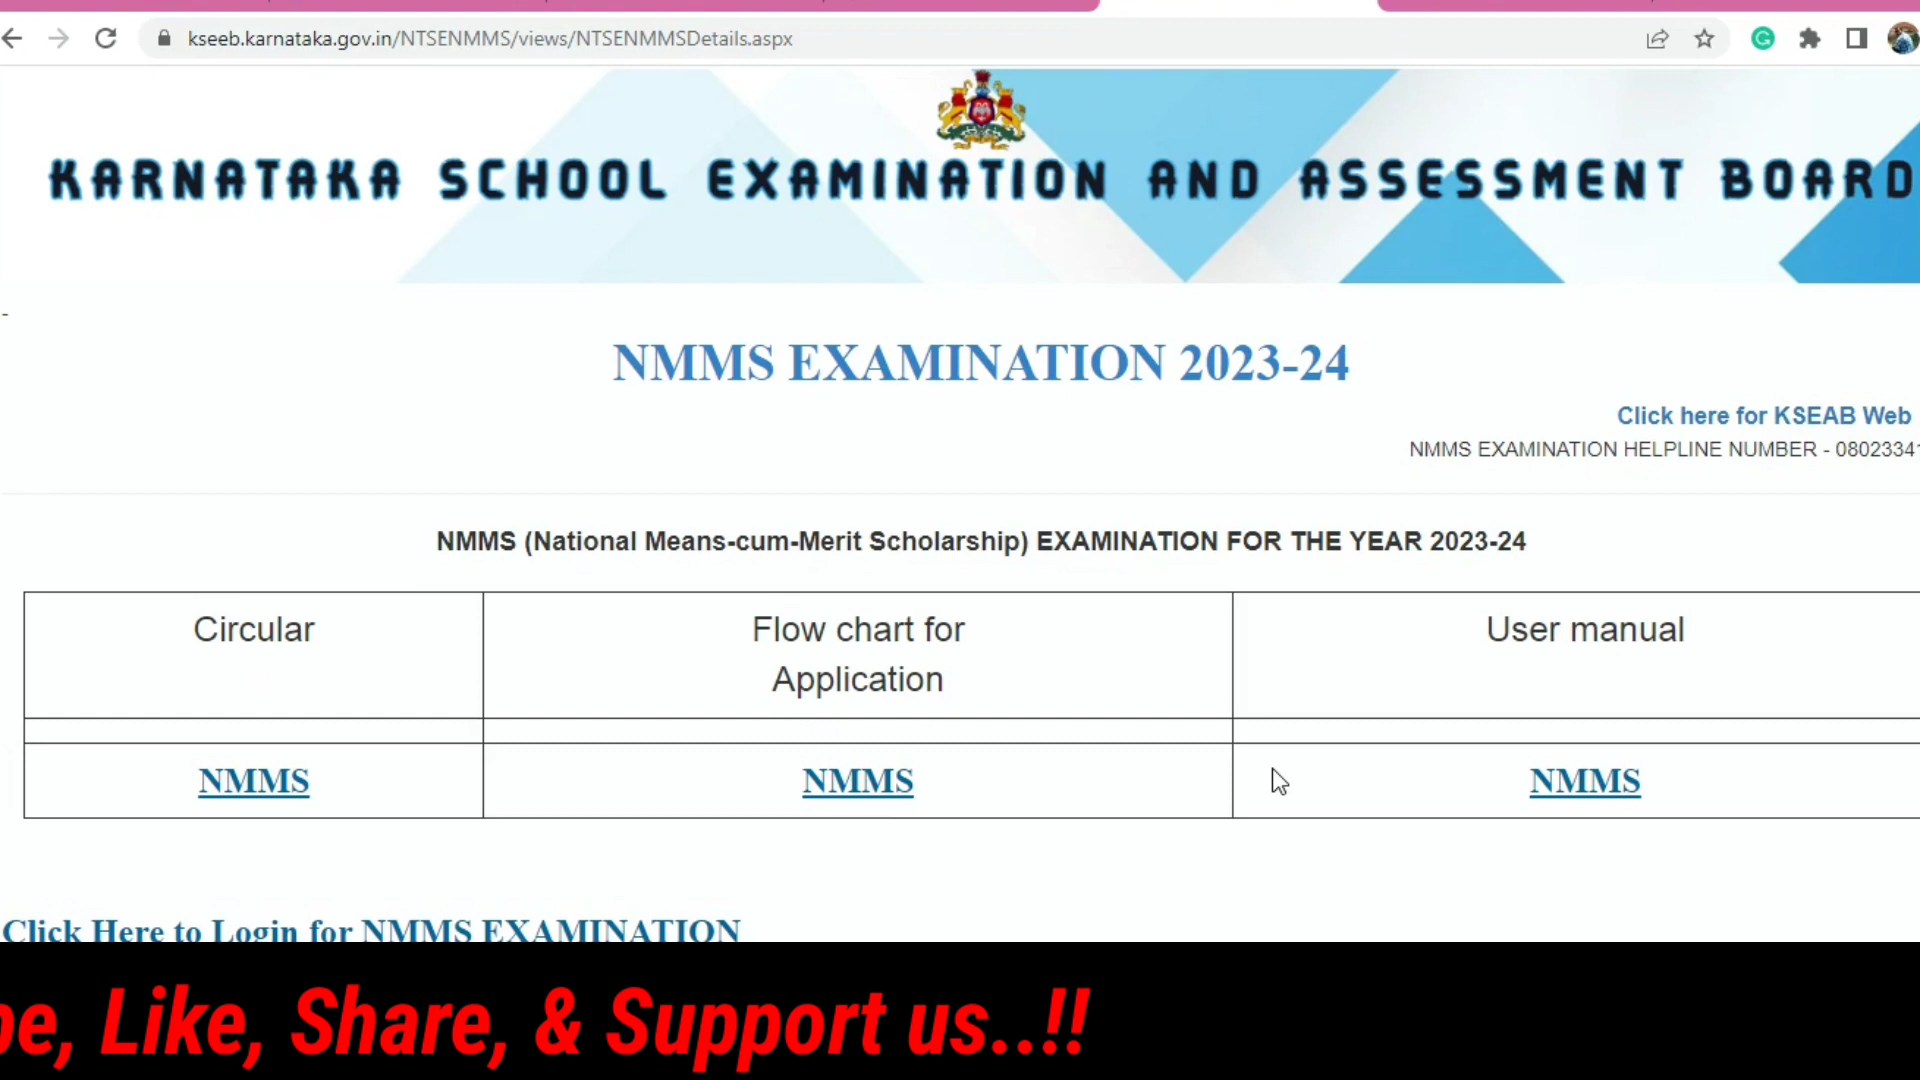 kseeb.karnataka.gov.in/NTSENMMS/views/NTSENMMSDetails.aspx
KARNATAKA SCHOOL EXAMINATION AND ASSESSMENT BOARD
-
NMMS EXAMINATION 2023-24
Click here for KSEAB Web
NMMS EXAMINATION HELPLINE NUMBER - 08023341
NMMS (National Means-cum-Merit Scholarship) EXAMINATION FOR THE YEAR 2023-24
Circular
Flow chart for
Application
User manual
NMMS
NMMS
NMMS
Click Here to Login for NMMS EXAMINATION
be, Like, Share, & Support us..!!